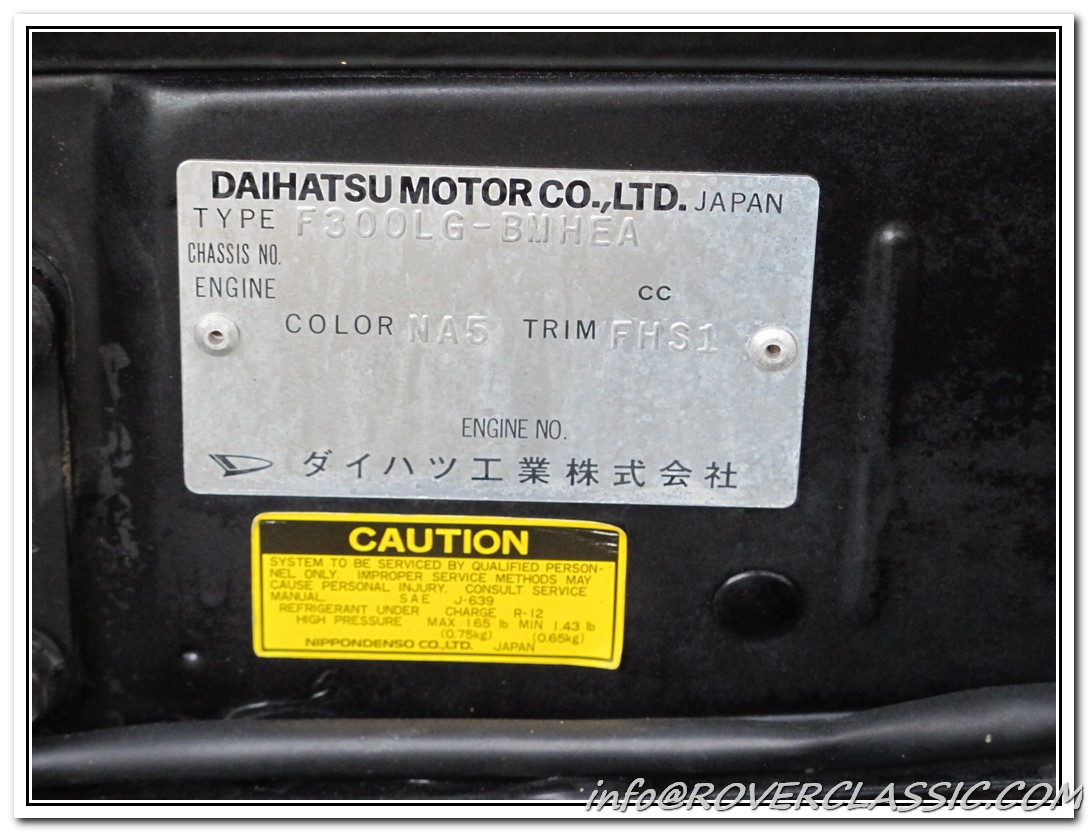 DAIHATSU MOTOR CO.,LTD. JAPAN
TYPE F300LG-BMHEA
CHASSIS NO.
ENGINE CC
COLOR NA5 TRIM FHS1
ENGINE NO.
ダイハツ工業株式会社
CAUTION
SYSTEM TO BE SERVICED BY QUALIFIED PERSON-
NEL ONLY. IMPROPER SERVICE METHODS MAY
CAUSE PERSONAL INJURY. CONSULT SERVICE
MANUAL. SAE J-639
REFRIGERANT UNDER CHARGE R-12
HIGH PRESSURE MAX 1.65 lb MIN 1.43 lb
(0.75kg) (0.65kg)
NIPPONDENSO CO.,LTD. JAPAN
info@ROVERCLASSIC.COM